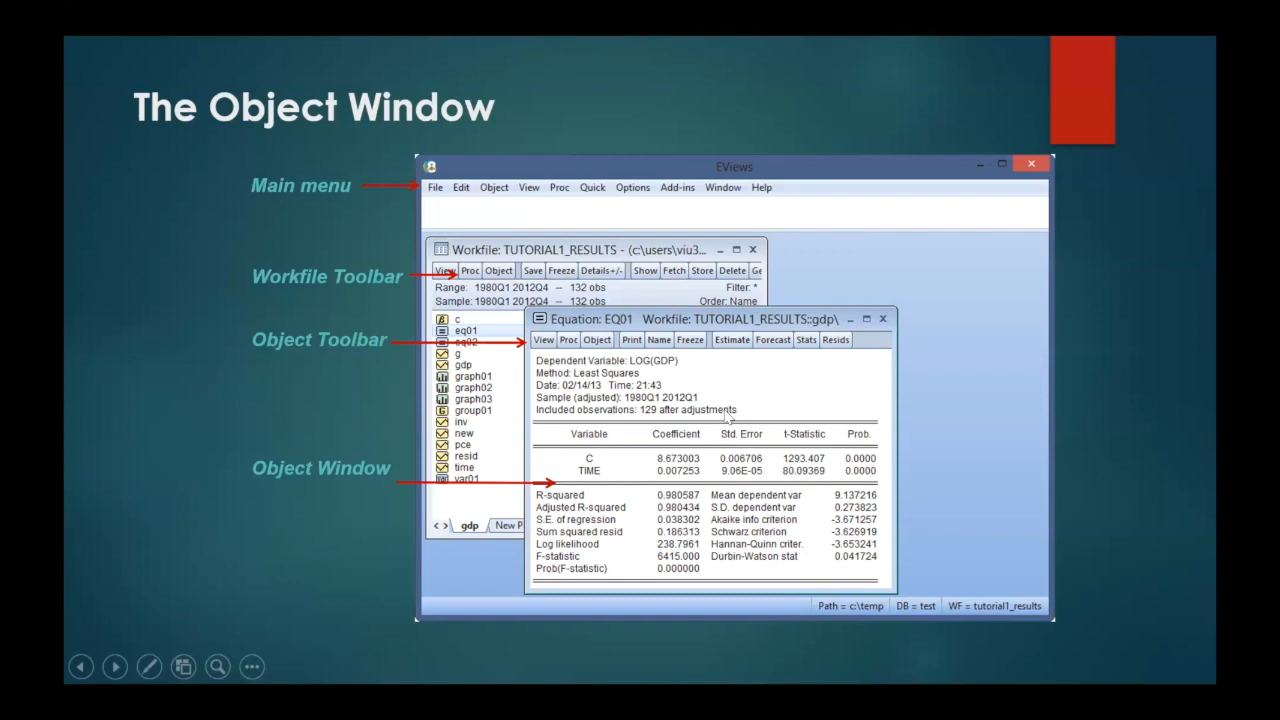 The Object Window
EViews
Main menu
File Edit Object View Proc Quick Options Add-ins Window Help
Workfile: TUTORIAL1_RESULTS - (c:\users\viu3...
Workfile Toolbar
View Proc Object Save Freeze Details+/- Show Fetch Store Delete Ge
Range: 1980Q1 2012Q4 -- 132 obs Filter: *
Sample: 1980Q1 2012Q4 -- 132 obs Order: Name
c
eq01
eq02
g
gdp
graph01
graph02
graph03
group01
inv
new
pce
resid
time
var01
gdp New P
Object Toolbar
Equation: EQ01 Workfile: TUTORIAL1_RESULTS::gdp\
View Proc Object Print Name Freeze Estimate Forecast Stats Resids
Dependent Variable: LOG(GDP)
Method: Least Squares
Date: 02/14/13 Time: 21:43
Sample (adjusted): 1980Q1 2012Q1
Included observations: 129 after adjustments
Variable Coefficient Std. Error t-Statistic Prob.
C 8.673003 0.006706 1293.407 0.0000
TIME 0.007253 9.06E-05 80.09369 0.0000
Object Window
R-squared 0.980587 Mean dependent var 9.137216
Adjusted R-squared 0.980434 S.D. dependent var 0.273823
S.E. of regression 0.038302 Akaike info criterion -3.671257
Sum squared resid 0.186313 Schwarz criterion -3.626919
Log likelihood 238.7961 Hannan-Quinn criter. -3.653241
F-statistic 6415.000 Durbin-Watson stat 0.041724
Prob(F-statistic) 0.000000
Path = c:\temp DB = test WF = tutorial1_results